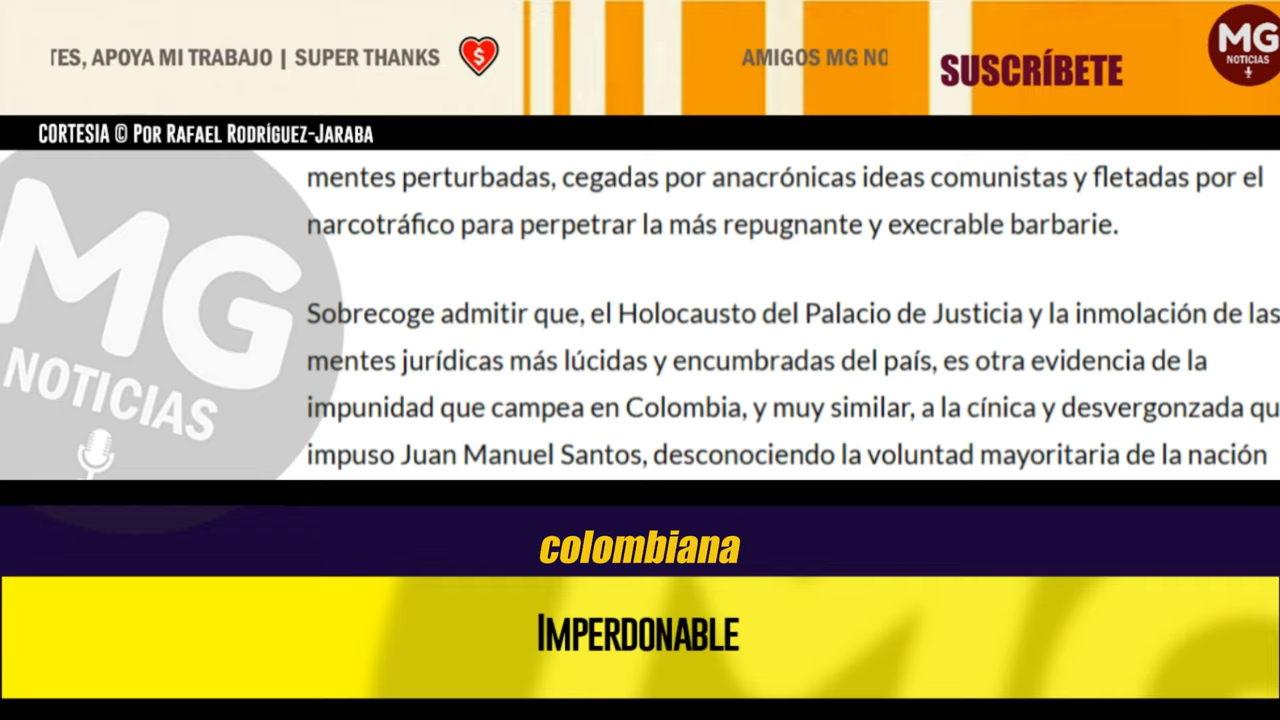 TES, APOYA MI TRABAJO | SUPER THANKS
$
AMIGOS MG NO
SUSCRÍBETE
MG
NOTICIAS
CORTESIA © POR RAFAEL RODRÍGUEZ-JARABA
mentes perturbadas, cegadas por anacrónicas ideas comunistas y fletadas por el
narcotráfico para perpetrar la más repugnante y execrable barbarie.
Sobrecoge admitir que, el Holocausto del Palacio de Justicia y la inmolación de las
mentes jurídicas más lúcidas y encumbradas del país, es otra evidencia de la
impunidad que campea en Colombia, y muy similar, a la cínica y desvergonzada qu
impuso Juan Manuel Santos, desconociendo la voluntad mayoritaria de la nación
MG
NOTICIAS
colombiana
IMPERDONABLE